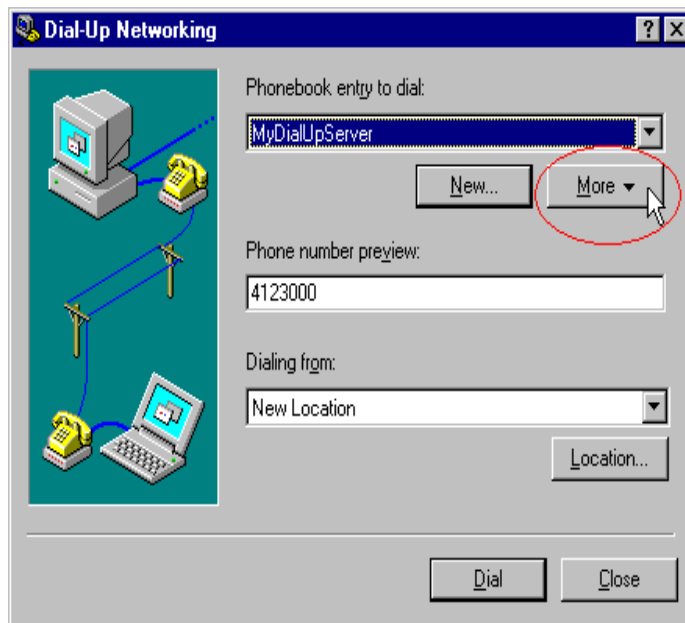 Dial-Up Networking
Phonebook entry to dial:
MyDialUpServer
New...
More
Phone number preview:
4123000
Dialing from:
New Location
Location...
Dial
Close